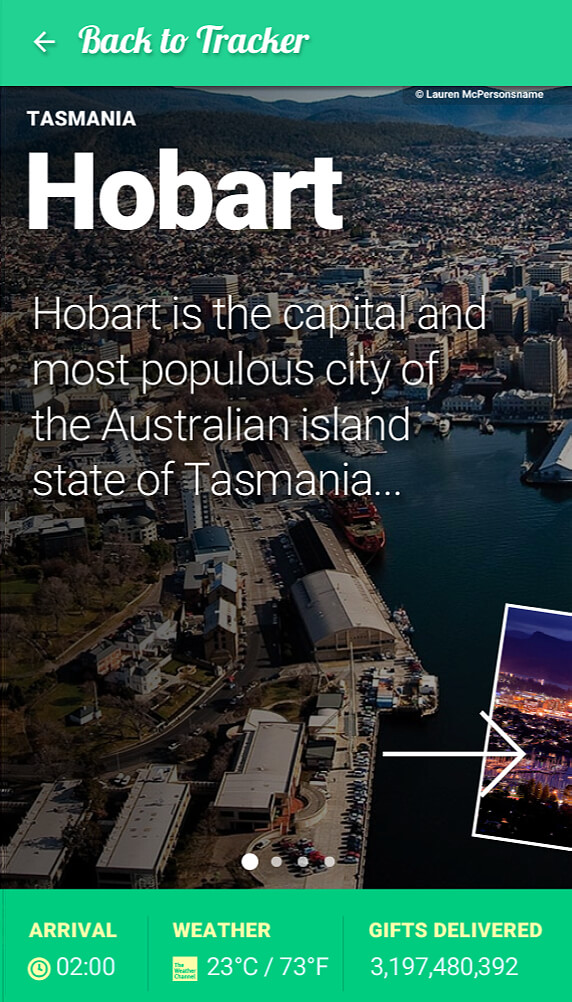 Back to Tracker
© Lauren McPersonsname
TASMANIA
Hobart
Hobart is the capital and
most populous city of
the Australian island
state of Tasmania...
ARRIVAL
02:00
WEATHER
The
Weather
Channel
23°C / 73°F
GIFTS DELIVERED
3,197,480,392